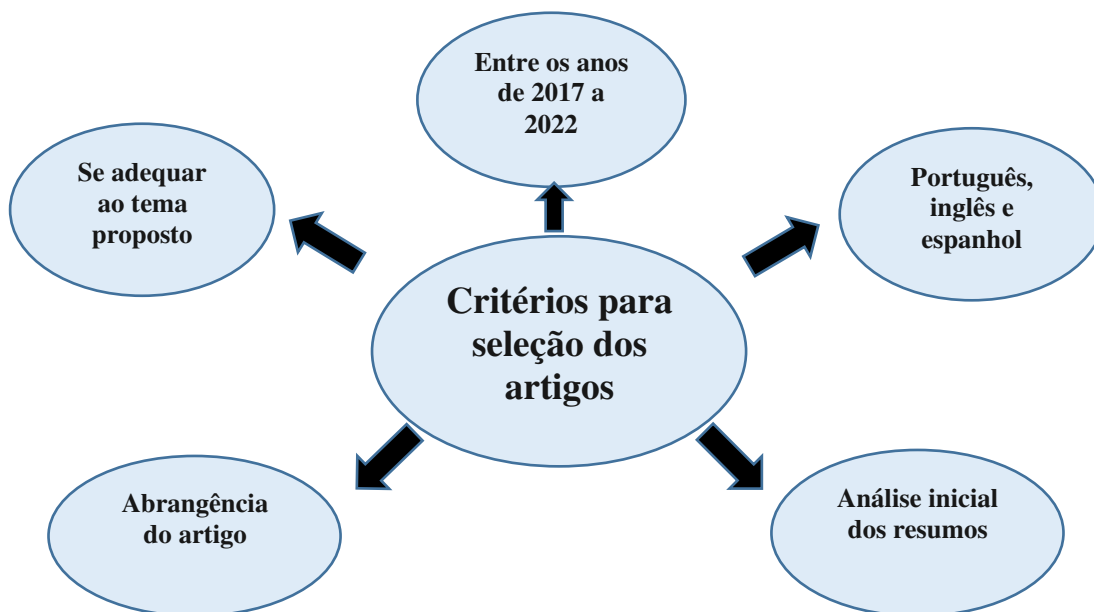 Entre os anos
de 2017 a
2022
Se adequar
ao tema
proposto
Português,
inglês e
espanhol
Critérios para
seleção dos
artigos
Abrangência
do artigo
Análise inicial
dos resumos